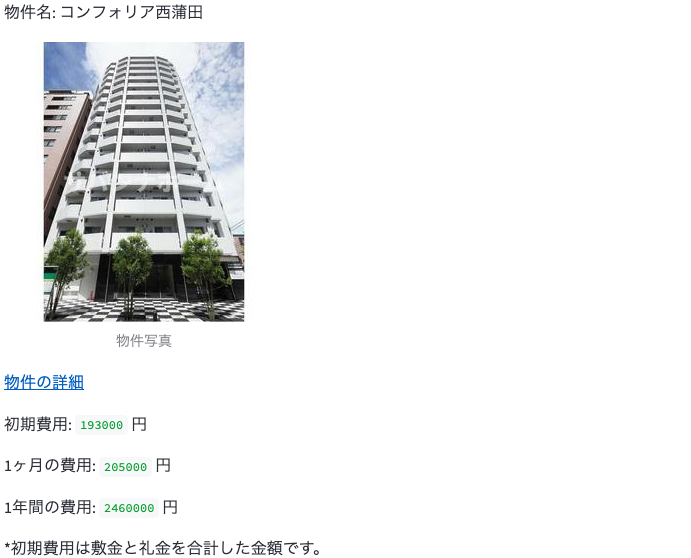 物件名: コンフォリア西蒲田
物件写真
物件の詳細
初期費用: 193000 円
1ヶ月の費用: 205000 円
1年間の費用: 2460000 円
*初期費用は敷金と礼金を合計した金額です。